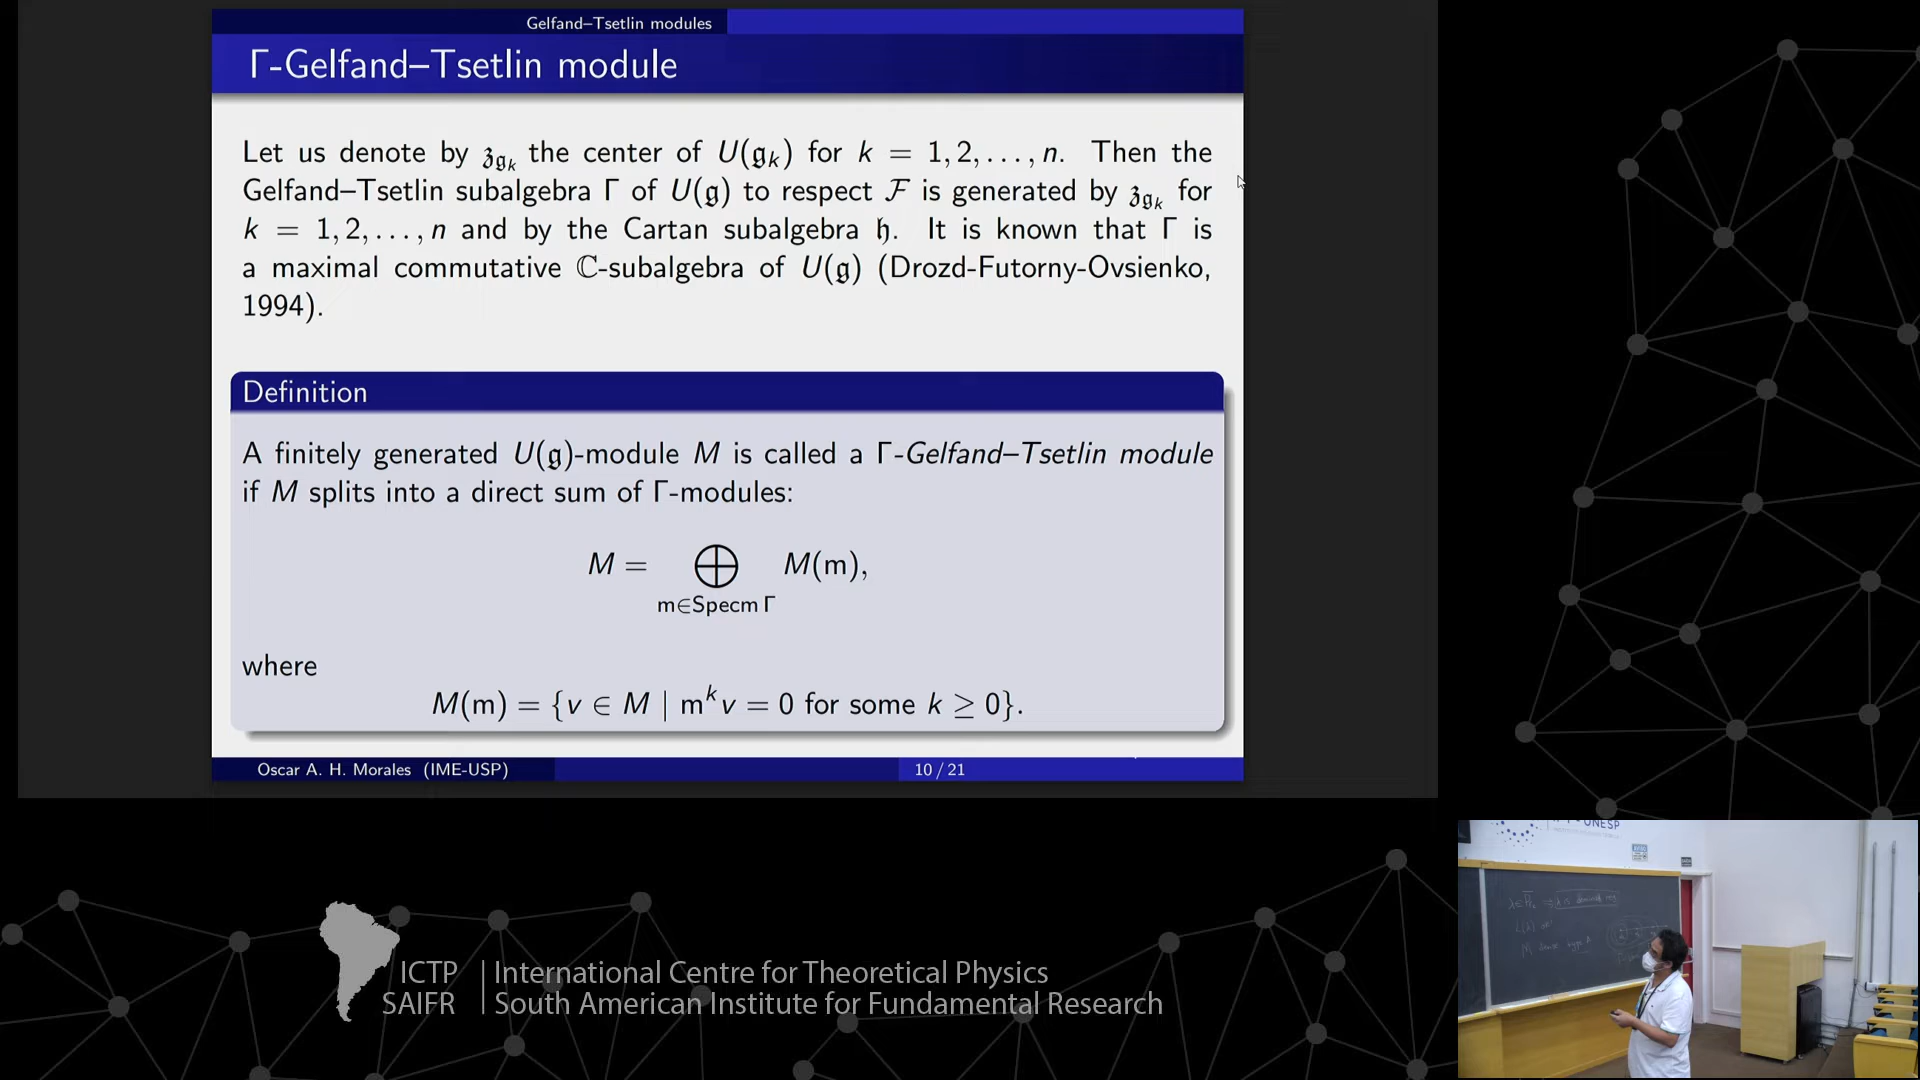 Gelfand–Tsetlin modules
Γ-Gelfand–Tsetlin module
Let us denote by 𝔷𝔤ₖ the center of U(𝔤ₖ) for k = 1, 2, . . . , n. Then the
Gelfand–Tsetlin subalgebra Γ of U(𝔤) to respect ℱ is generated by 𝔷𝔤ₖ for
k = 1, 2, . . . , n and by the Cartan subalgebra 𝔥. It is known that Γ is
a maximal commutative ℂ-subalgebra of U(𝔤) (Drozd-Futorny-Ovsienko,
1994).
Definition
A finitely generated U(𝔤)-module M is called a Γ-Gelfand–Tsetlin module
if M splits into a direct sum of Γ-modules:
M = ⊕ M(m),
m∈Specm Γ
where
M(m) = {v ∈ M | mᵏv = 0 for some k ≥ 0}.
Oscar A. H. Morales (IME-USP)
10 / 21
UNESP
ICTP | International Centre for Theoretical Physics
SAIFR | South American Institute for Fundamental Research